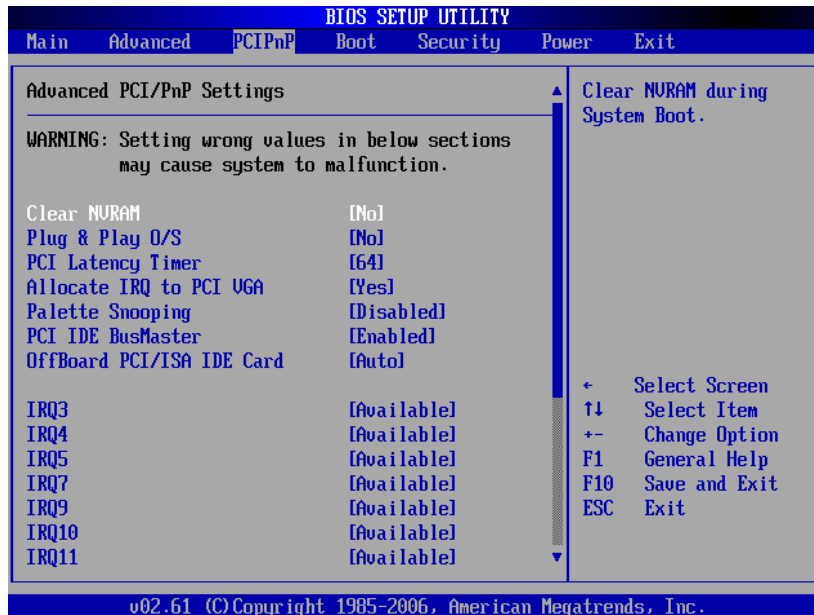 BIOS SETUP UTILITY
Main Advanced PCIPnP Boot Security Power Exit
Advanced PCI/PnP Settings
WARNING: Setting wrong values in below sections
may cause system to malfunction.
Clear NVRAM [No]
Plug & Play O/S [No]
PCI Latency Timer [64]
Allocate IRQ to PCI VGA [Yes]
Palette Snooping [Disabled]
PCI IDE BusMaster [Enabled]
OffBoard PCI/ISA IDE Card [Auto]
IRQ3 [Available]
IRQ4 [Available]
IRQ5 [Available]
IRQ7 [Available]
IRQ9 [Available]
IRQ10 [Available]
IRQ11 [Available]
Clear NVRAM during
System Boot.
← Select Screen
↑↓ Select Item
+- Change Option
F1 General Help
F10 Save and Exit
ESC Exit
v02.61 (C)Copyright 1985-2006, American Megatrends, Inc.